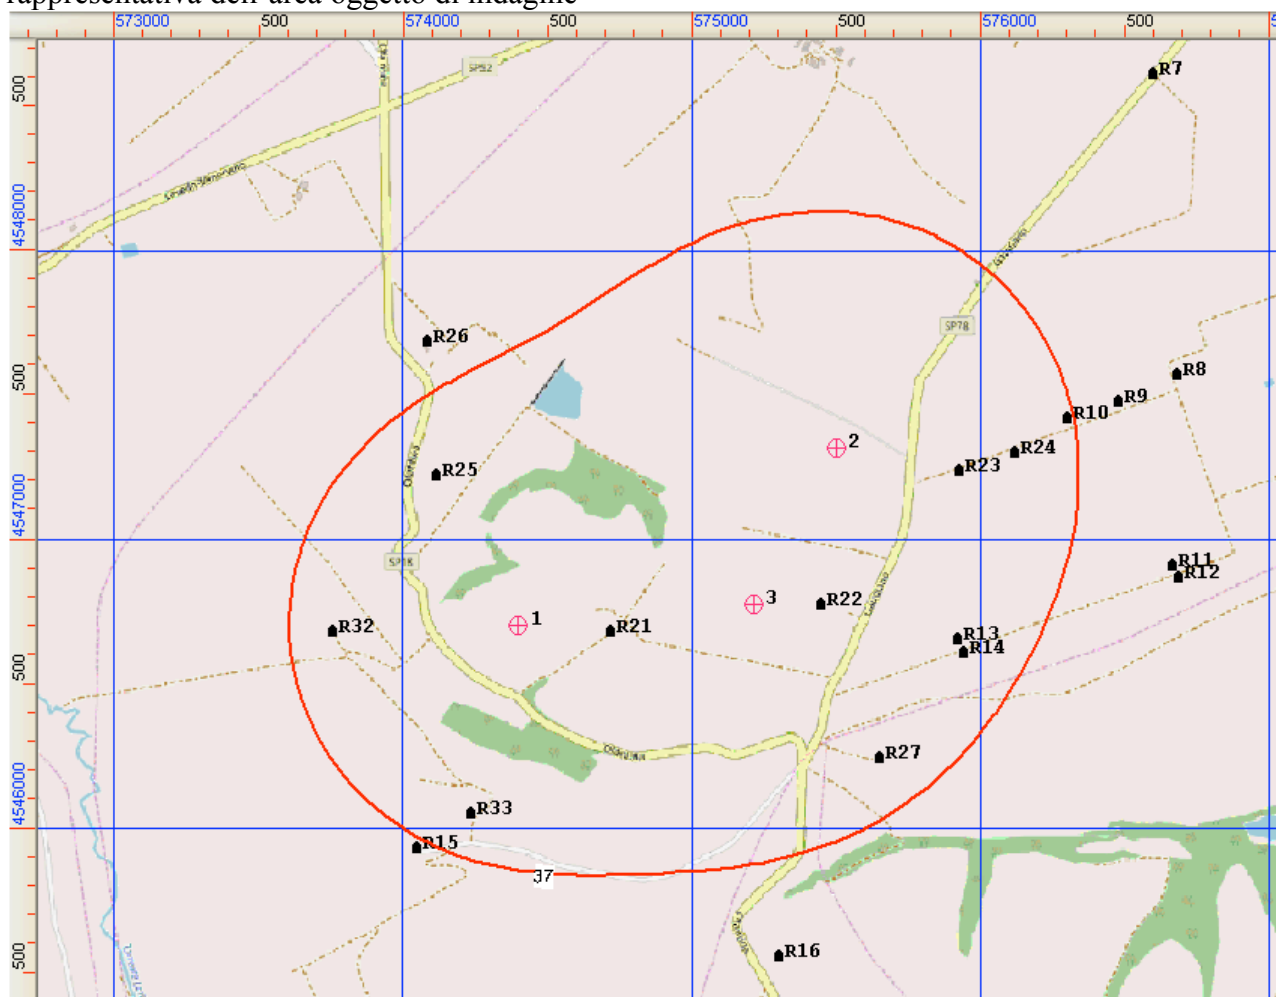 rappresentativa dell'area oggetto di indagine
573000 500 574000 500 575000 500 576000 500
500
4548000
500
4547000
500
4546000
500
SP52
R7
R26
SP78
R8
R9
R10
2
R24
R23
R25
R11
R12
SP18
3
R22
1
R21
R32
R13
R14
R27
R33
R15
37
R16